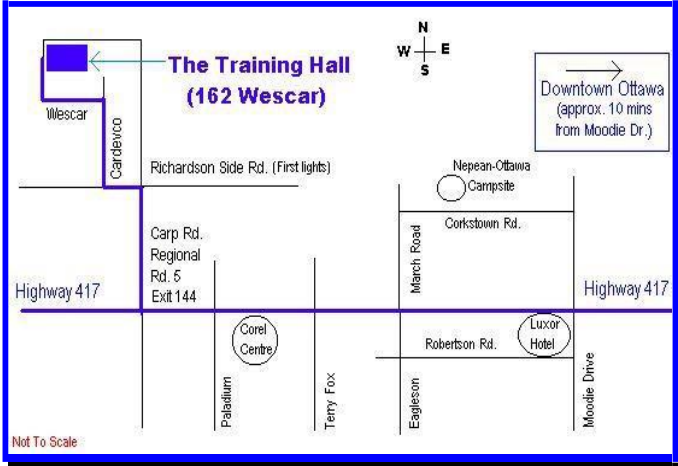 N
W E
S
The Training Hall
(162 Wescar)
Downtown Ottawa
(approx. 10 mins
from Moodie Dr.)
Wescar
Cardevco
Richardson Side Rd. (First lights)
Nepean-Ottawa
Campsite
Corkstown Rd.
March Road
Carp Rd.
Regional
Rd. 5
Exit 144
Highway 417
Highway 417
Corel
Centre
Luxor
Hotel
Robertson Rd.
Paladium
Terry Fox
Eagleson
Moodie Drive
Not To Scale